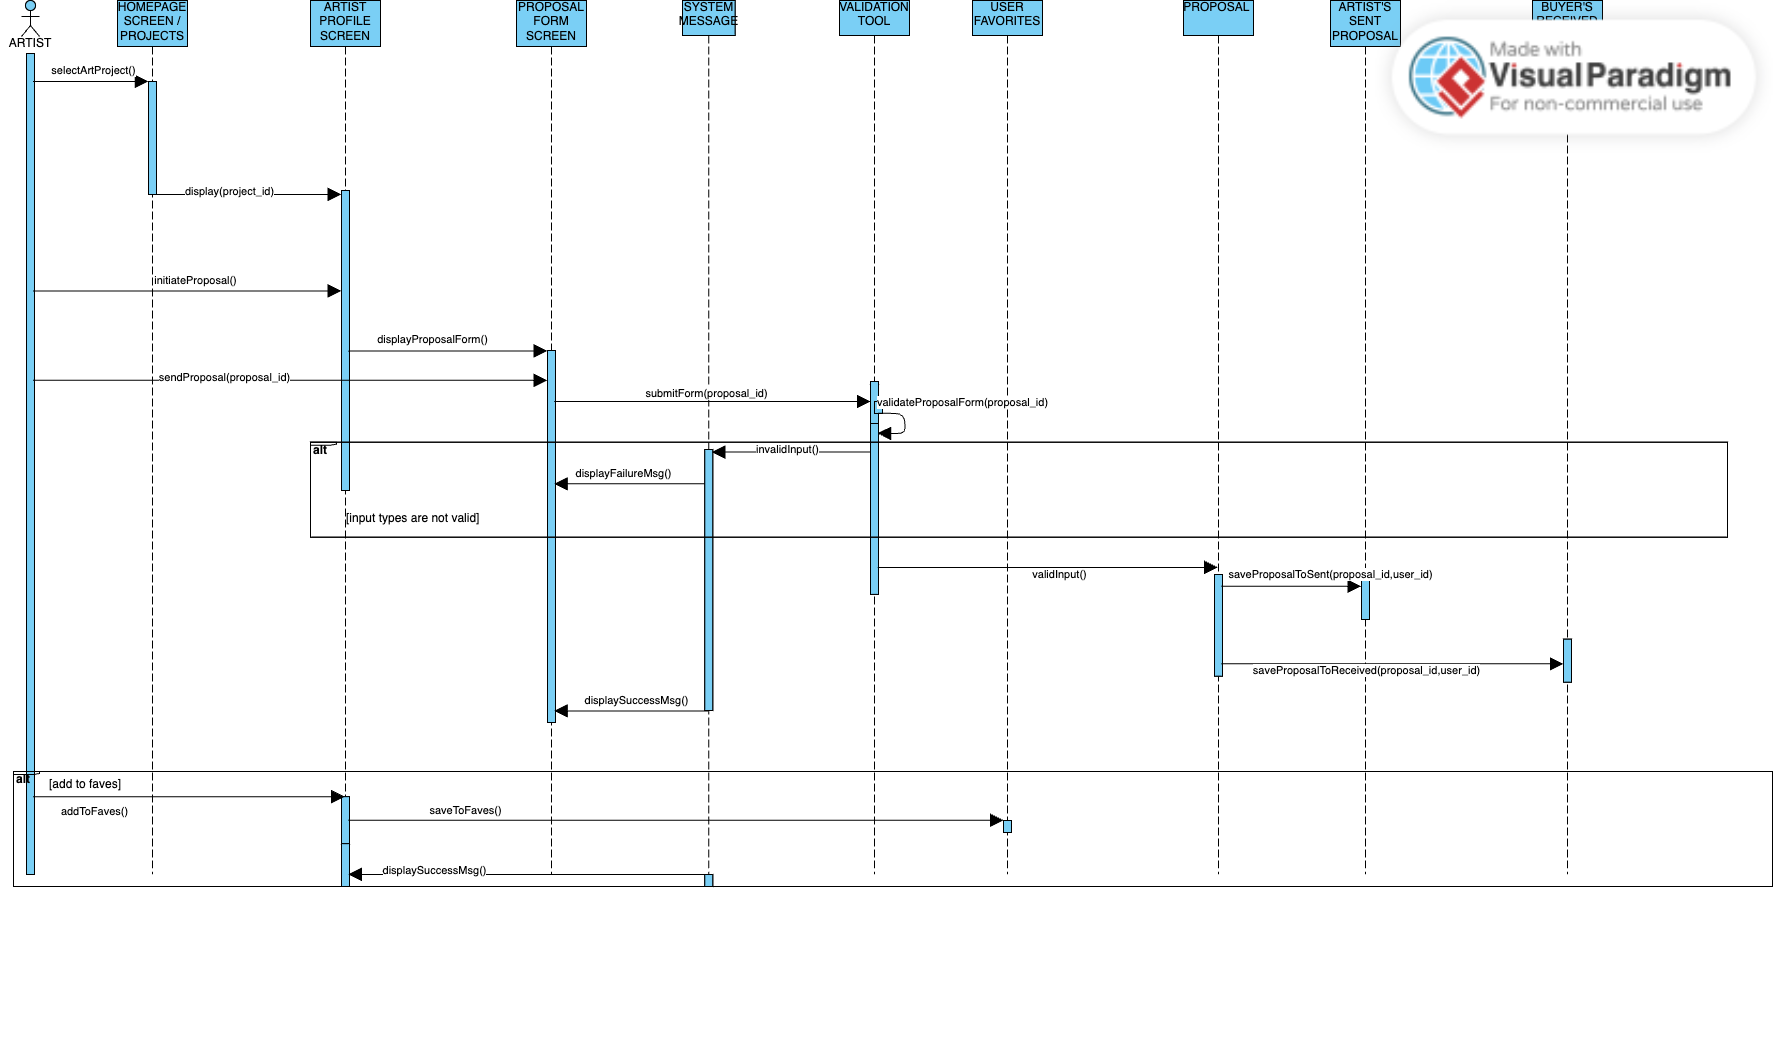 ARTIST
HOMEPAGE
SCREEN /
PROJECTS
ARTIST
PROFILE
SCREEN
PROPOSAL
FORM
SCREEN
SYSTEM
MESSAGE
VALIDATION
TOOL
USER
FAVORITES
PROPOSAL
ARTIST'S
SENT
PROPOSAL
BUYER'S
RECEIVED
Made with
Visual Paradigm
For non-commercial use
selectArtProject()
display(project_id)
initiateProposal()
displayProposalForm()
sendProposal(proposal_id)
submitForm(proposal_id)
validateProposalForm(proposal_id)
alt
invalidInput()
displayFailureMsg()
[input types are not valid]
validInput()
saveProposalToSent(proposal_id,user_id)
saveProposalToReceived(proposal_id,user_id)
displaySuccessMsg()
alt
[add to faves]
addToFaves()
saveToFaves()
displaySuccessMsg()